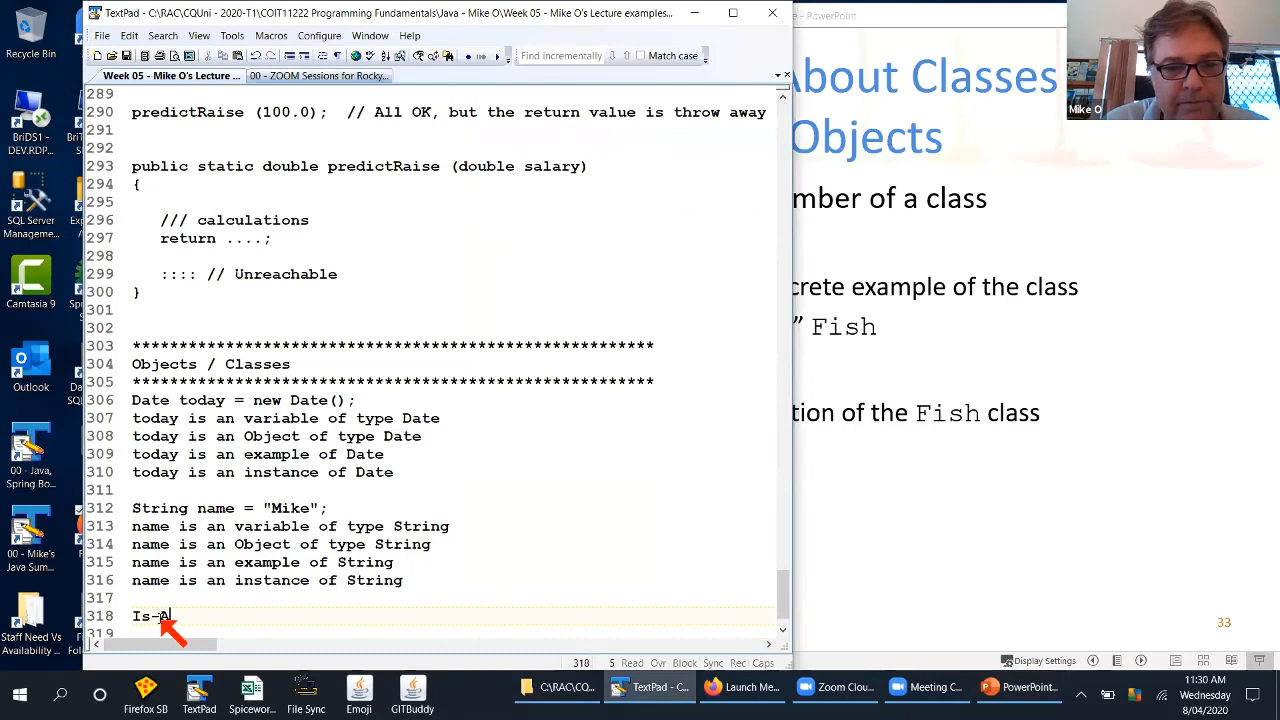 Recycle Bin
BriDS1 - DEV.RDP...
SQL Server Manageme...
Camtasia 9
Outlook
00 - Java, Spring Bo...
00 - Mike's Java Sum...
Staff Need Vs Availability ...
TextPad - C:\RAC\CQUni - 2020-T1\COIT11222 Programming Fundementals\Java - Mike O\Week 05 - Mike O's Lecture examples....
View Tools Macros Configure Window Help
Find incrementally
Match case
Week 05 - Mike O's Lecture ...
00 - ZOOM Sessions for
289
290 predictRaise (100.0); // All OK, but the return value is throw away
291
292
293 public static double predictRaise (double salary)
294 {
295
296 /// calculations
297 return ....;
298
299 :::: // Unreachable
300 }
301
302
303 ********************************************************
304 Objects / Classes
305 ********************************************************
306 Date today = new Date();
307 today is an variable of type Date
308 today is an Object of type Date
309 today is an example of Date
310 today is an instance of Date
311
312 String name = "Mike";
313 name is an variable of type String
314 name is an Object of type String
315 name is an example of String
316 name is an instance of String
317
318 Is-A
319
318 5 Read Ovr Block Sync Rec Caps
- PowerPoint
About Classes
Objects
mber of a class
crete example of the class
” Fish
tion of the Fish class
33
Mike O
Display Settings
Firefox SB
TextPad
Spicewor...
File Sync
Emoji
GITBuddy
C:\RAC\CQ...
TextPad - C...
Launch Me...
Zoom Clou...
Meeting C...
PowerPoint...
11:30 AM
Wednesday
8/04/2020